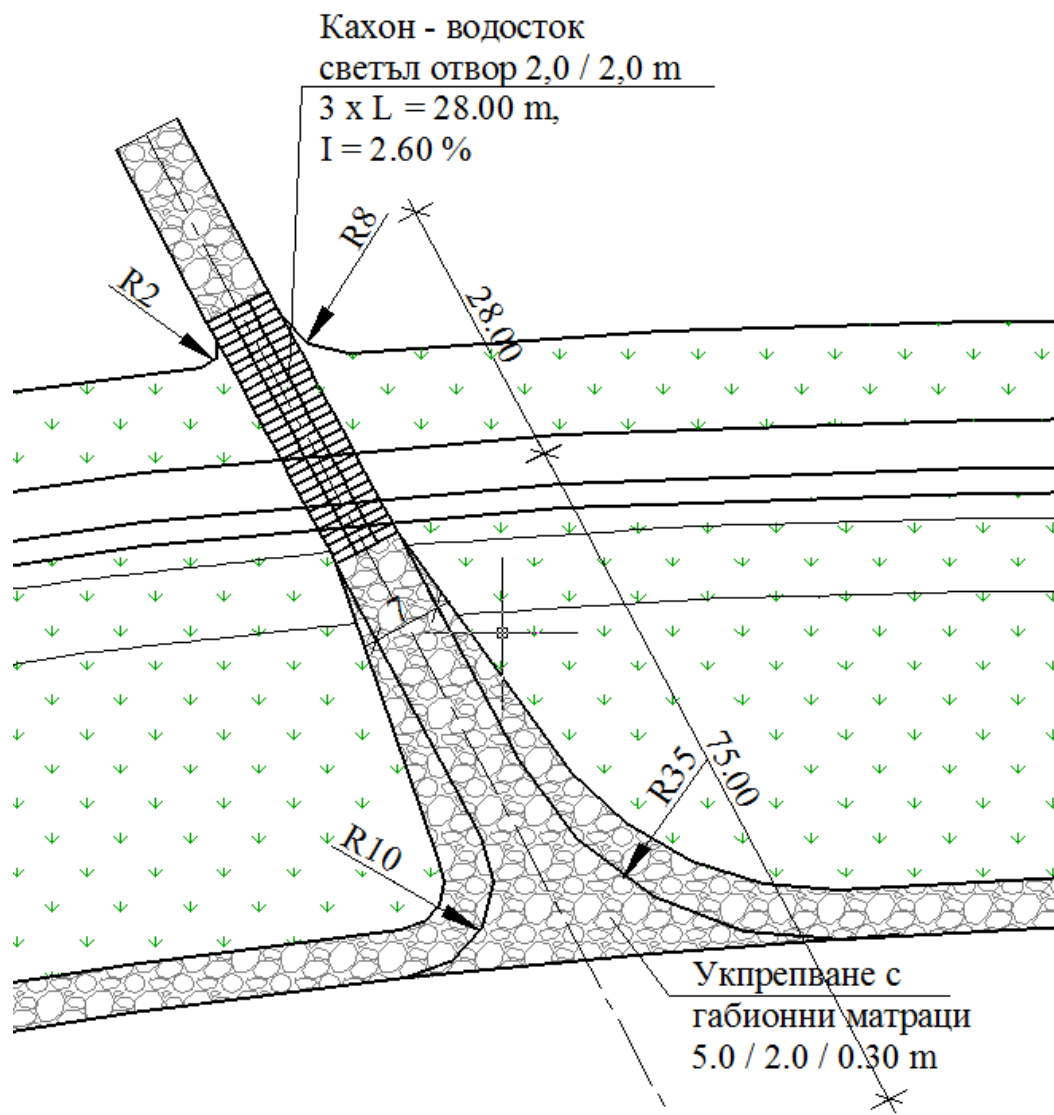 Кахон - водосток
светъл отвор 2,0 / 2,0 m
3 x L = 28.00 m,
I = 2.60 %
R8
R2
28.00
7
75.00
R35
R10
Укпрепване с
габионни матраци
5.0 / 2.0 / 0.30 m